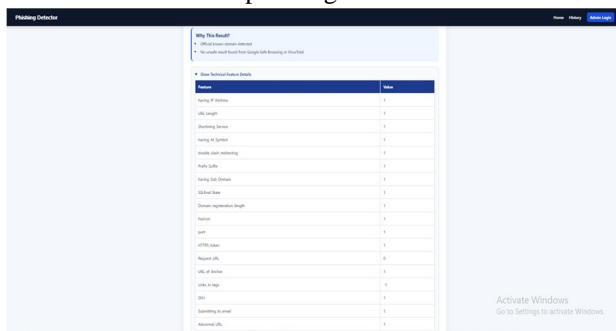 Phishing Detector
Home History Admin Login
Why This Result?
Official known domain detected
No unsafe result found from Google Safe Browsing or VirusTotal
Show Technical Feature Details
Feature Value
having IP Address 1
URL Length 1
Shortining Service 1
having At Symbol 1
double slash redirecting 1
Prefix Suffix 1
having Sub Domain 1
SSLfinal State 1
Domain registeration length 1
Favicon 1
port 1
HTTPS token 1
Request URL 0
URL of Anchor 1
Links in tags -1
SFH 1
Submitting to email 1
Abnormal URL 1
Activate Windows
Go to Settings to activate Windows.